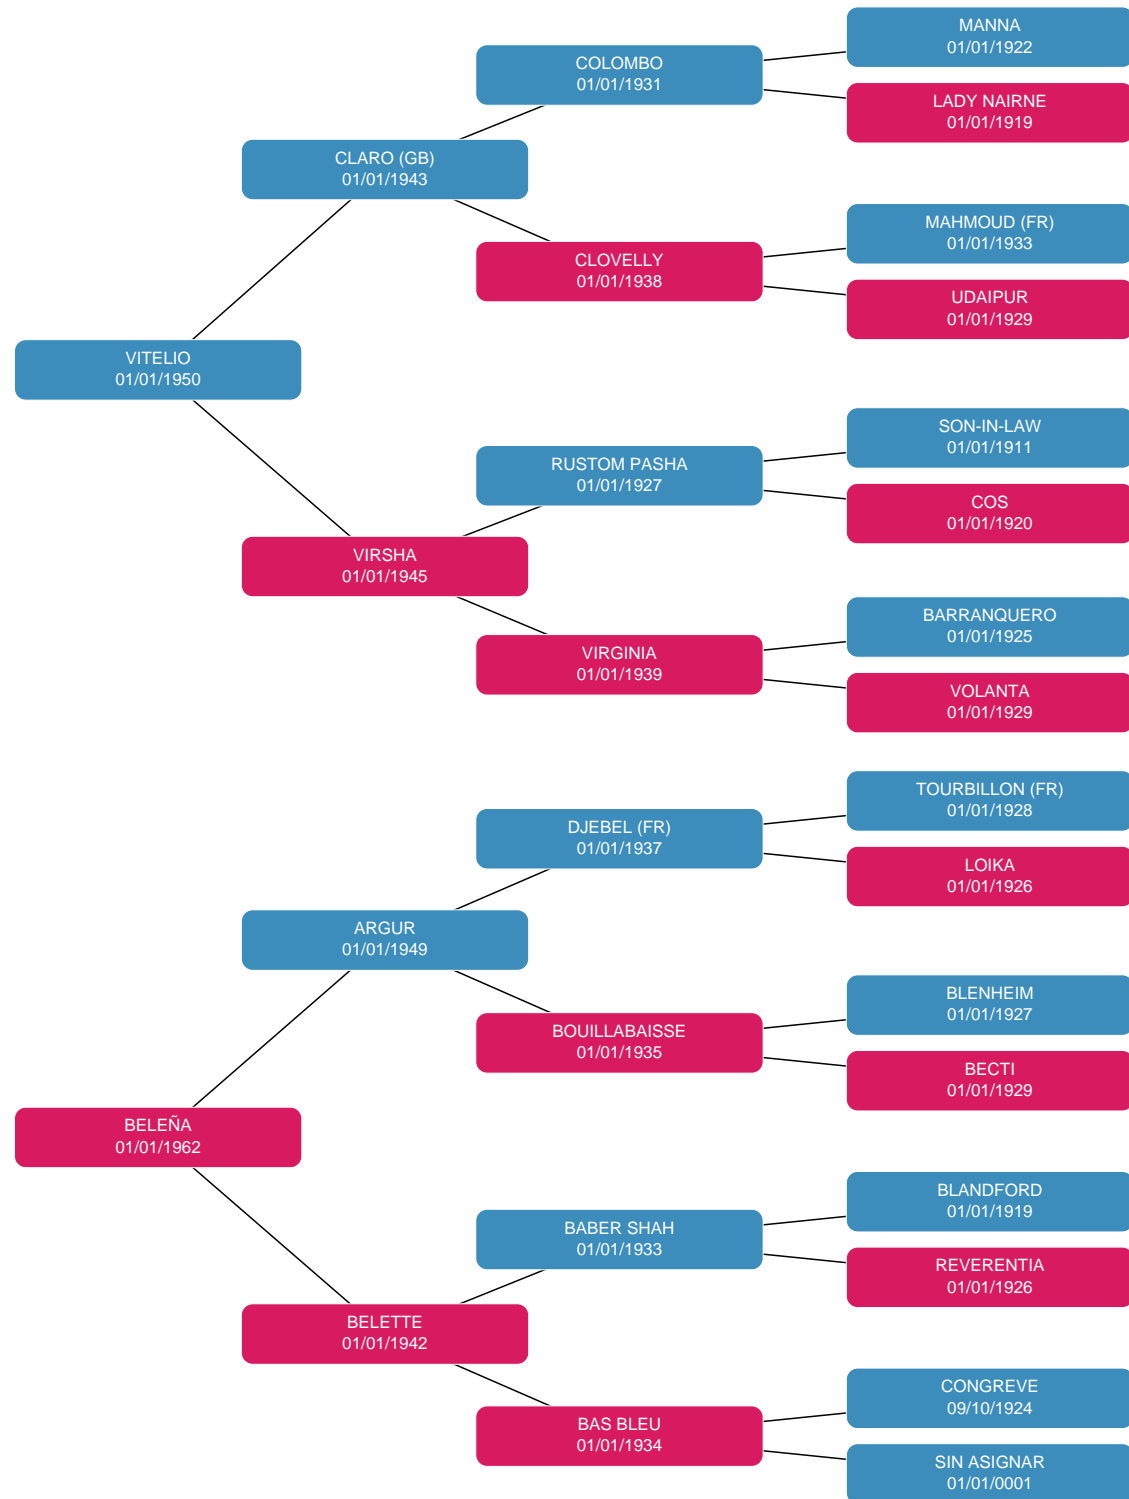 MANNA
01/01/1922
COLOMBO
01/01/1931
LADY NAIRNE
01/01/1919
CLARO (GB)
01/01/1943
MAHMOUD (FR)
01/01/1933
CLOVELLY
01/01/1938
UDAIPUR
01/01/1929
VITELIO
01/01/1950
SON-IN-LAW
01/01/1911
RUSTOM PASHA
01/01/1927
COS
01/01/1920
VIRSHA
01/01/1945
BARRANQUERO
01/01/1925
VIRGINIA
01/01/1939
VOLANTA
01/01/1929
TOURBILLON (FR)
01/01/1928
DJEBEL (FR)
01/01/1937
LOIKA
01/01/1926
ARGUR
01/01/1949
BLENHEIM
01/01/1927
BOUILLABAISSE
01/01/1935
BECTI
01/01/1929
BELEÑA
01/01/1962
BLANDFORD
01/01/1919
BABER SHAH
01/01/1933
REVERENTIA
01/01/1926
BELETTE
01/01/1942
CONGREVE
09/10/1924
BAS BLEU
01/01/1934
SIN ASIGNAR
01/01/0001